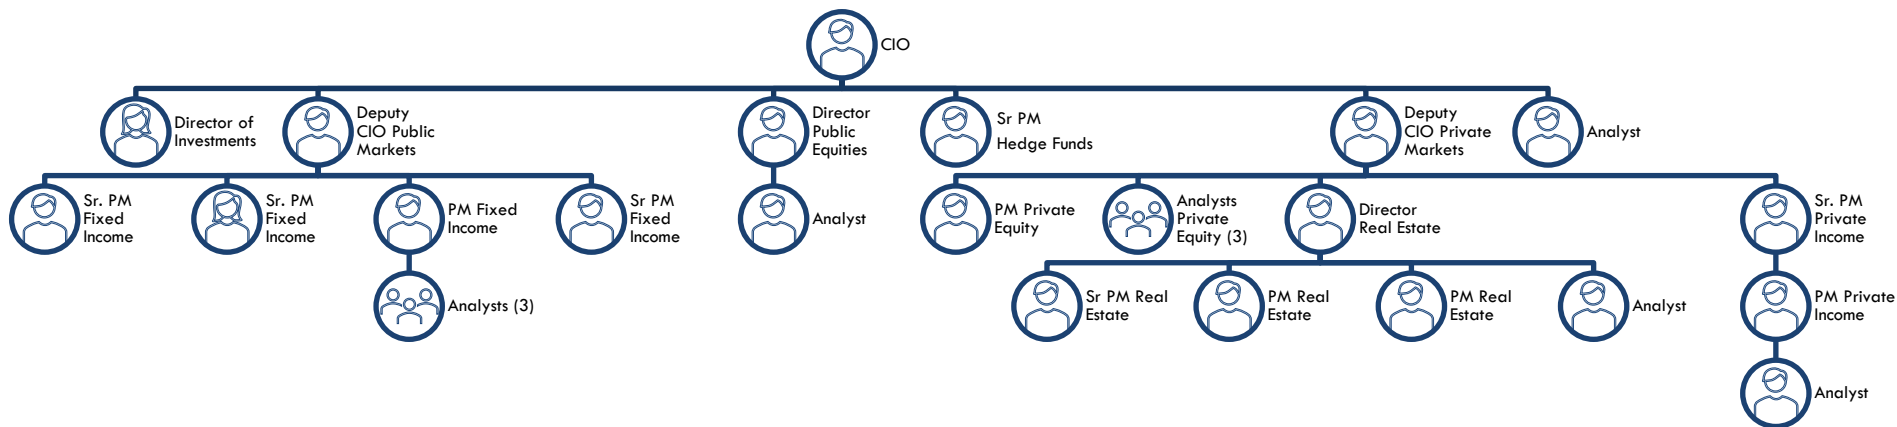 CIO
Director of
Investments
Deputy
CIO Public
Markets
Director
Public
Equities
Sr PM
Hedge Funds
Deputy
CIO Private
Markets
Analyst
Sr. PM
Fixed
Income
Sr. PM
Fixed
Income
PM Fixed
Income
Sr PM
Fixed
Income
Analyst
PM Private
Equity
Analysts
Private
Equity (3)
Director
Real Estate
Sr. PM
Private
Income
Analysts (3)
Sr PM Real
Estate
PM Real
Estate
PM Real
Estate
Analyst
PM Private
Income
Analyst